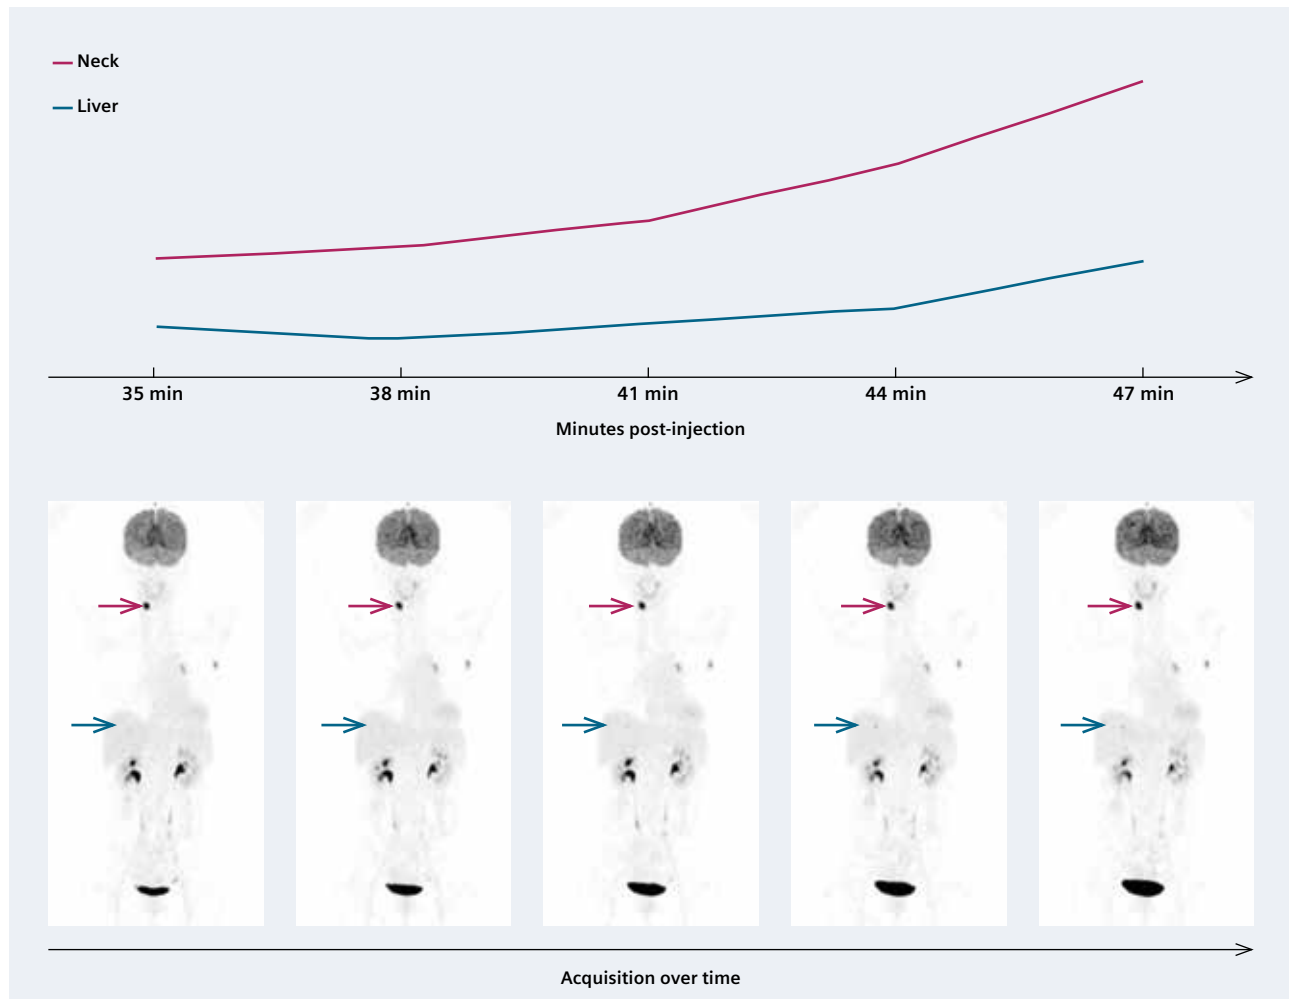 Neck
Liver
35 min
38 min
41 min
44 min
47 min
Minutes post-injection
Acquisition over time